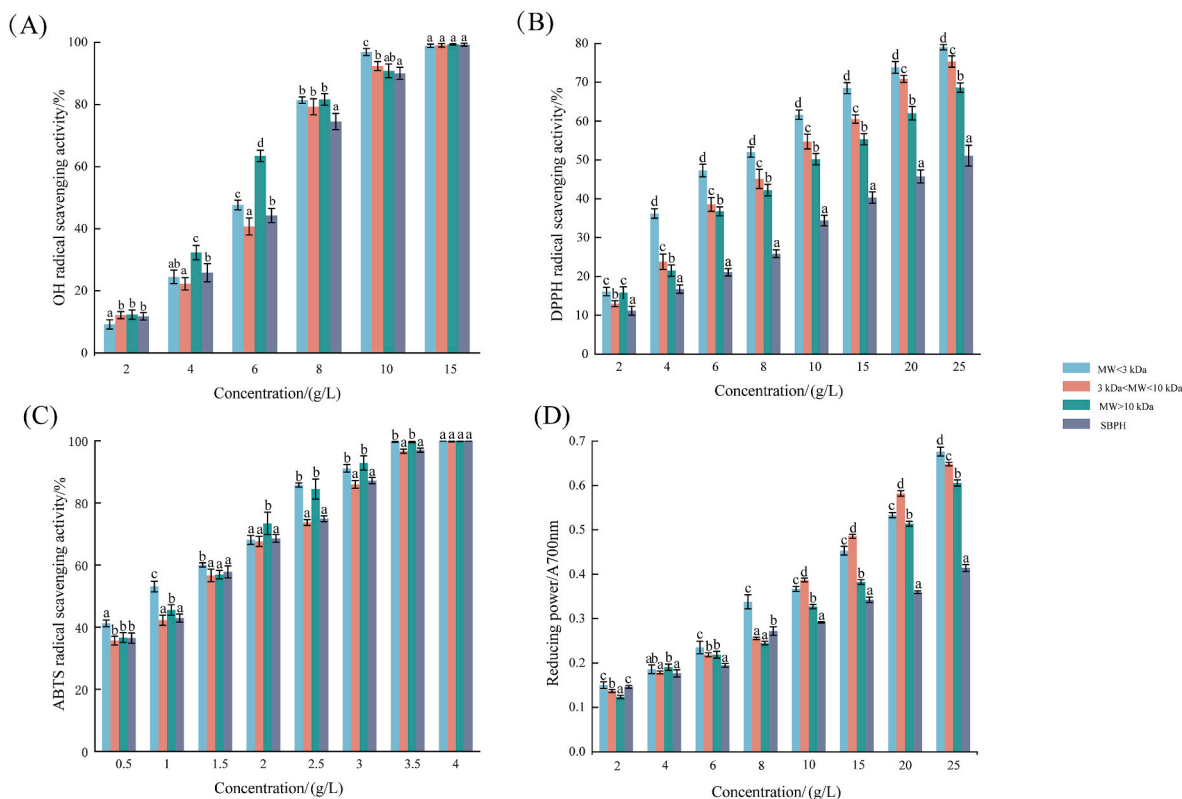 (A)
100
80
60
40
20
0
OH radical scavenging activity/%
a b b b
ab a c b
b a d b
b b b a
c b ab a
a a a a
2 4 6 8 10 15
Concentration/(g/L)
(B)
80
70
60
50
40
30
20
10
0
DPPH radical scavenging activity/%
c b c a
d c b a
d b b a
d c b a
d c b a
d c b a
d c b a
d c b a
2 4 6 8 10 15 20 25
Concentration/(g/L)
MW<3 kDa
3 kDa<MW<10 kDa
MW>10 kDa
SBPH
(C)
100
80
60
40
20
0
ABTS radical scavenging activity/%
a b b b
c a b a
b a a a
a a b a
b a b a
b a b a
b a b a
a a a a
0.5 1 1.5 2 2.5 3 3.5 4
Concentration/(g/L)
(D)
0.7
0.6
0.5
0.4
0.3
0.2
0.1
0.0
Reducing power/A700nm
c b a c
ab a b a
c b b a
c a a b
c d b a
c d b a
b d b a
d c b a
2 4 6 8 10 15 20 25
Concentration/(g/L)